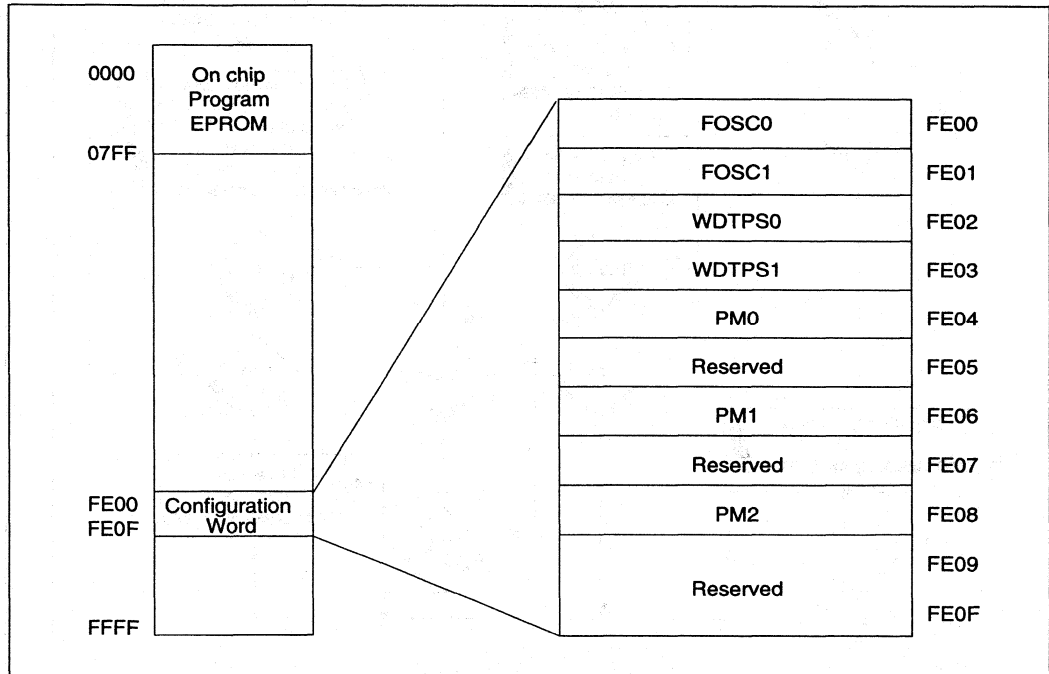 0000
On chip
Program
EPROM
07FF
FE00
Configuration
FE0F
Word
FFFF
FOSC0 FE00
FOSC1 FE01
WDTPS0 FE02
WDTPS1 FE03
PM0 FE04
Reserved FE05
PM1 FE06
Reserved FE07
PM2 FE08
FE09
Reserved
FE0F